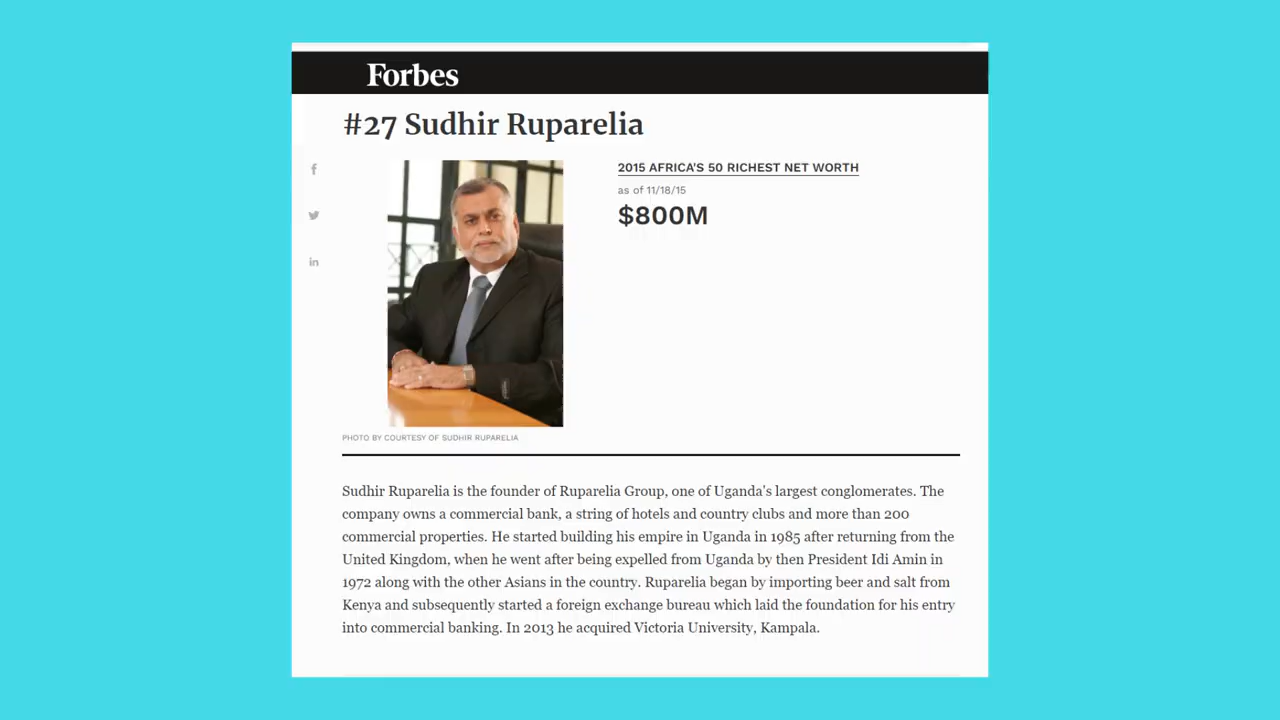 Forbes
#27 Sudhir Ruparelia
2015 AFRICA'S 50 RICHEST NET WORTH
as of 11/18/15
$800M
PHOTO BY COURTESY OF SUDHIR RUPARELIA
Sudhir Ruparelia is the founder of Ruparelia Group, one of Uganda's largest conglomerates. The
company owns a commercial bank, a string of hotels and country clubs and more than 200
commercial properties. He started building his empire in Uganda in 1985 after returning from the
United Kingdom, when he went after being expelled from Uganda by then President Idi Amin in
1972 along with the other Asians in the country. Ruparelia began by importing beer and salt from
Kenya and subsequently started a foreign exchange bureau which laid the foundation for his entry
into commercial banking. In 2013 he acquired Victoria University, Kampala.